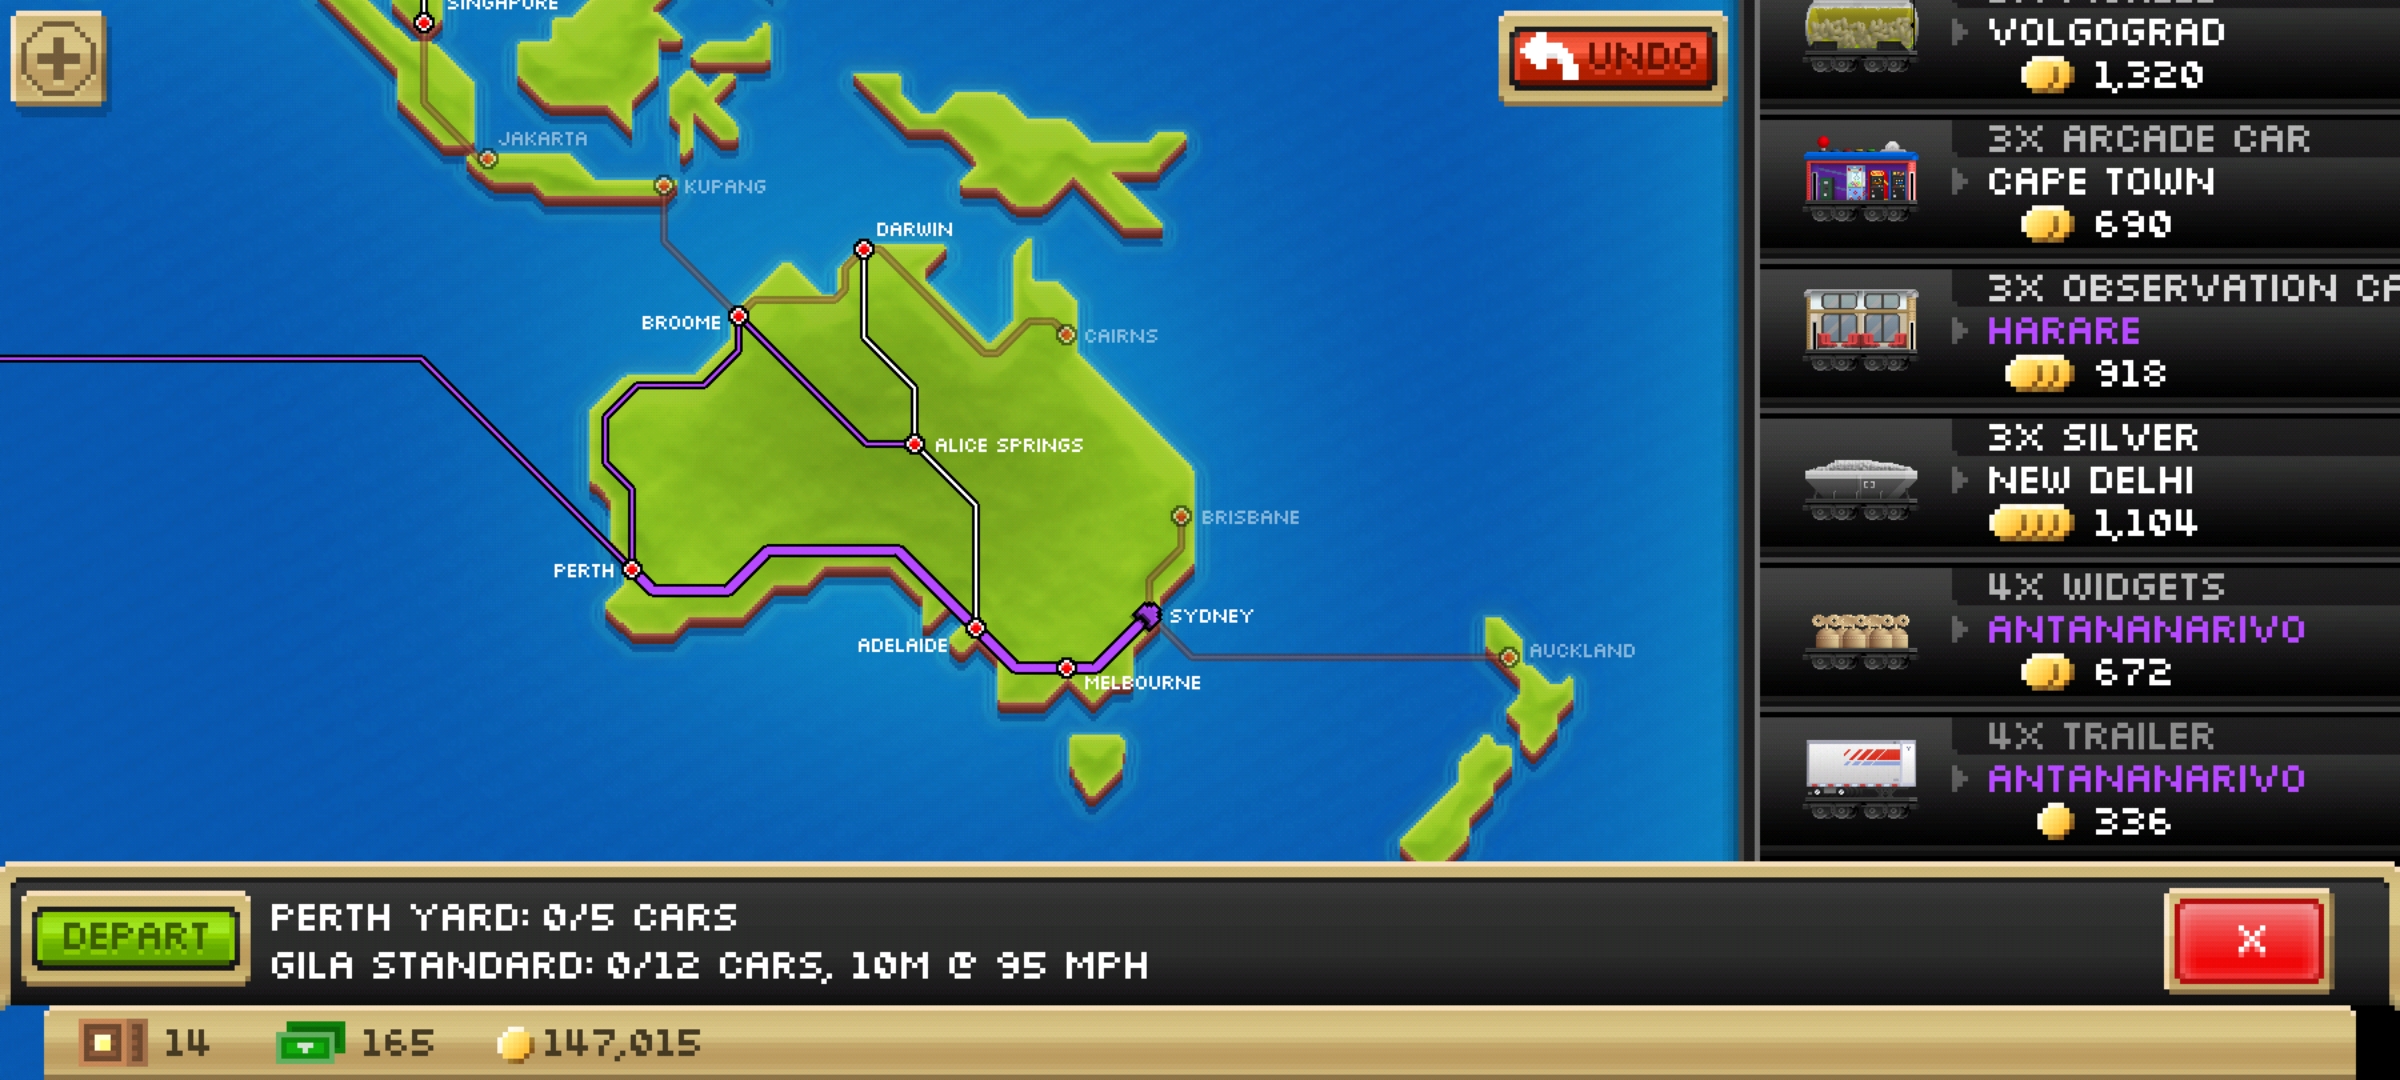 SINGAPORE
JAKARTA
KUPANG
DARWIN
BROOME
CAIRNS
ALICE SPRINGS
BRISBANE
PERTH
SYDNEY
ADELAIDE
AUCKLAND
MELBOURNE
UNDO
VOLGOGRAD
1,320
3X ARCADE CAR
CAPE TOWN
690
3X OBSERVATION CA
HARARE
918
3X SILVER
NEW DELHI
1,104
4X WIDGETS
ANTANANARIVO
672
4X TRAILER
ANTANANARIVO
336
DEPART
PERTH YARD: 0/5 CARS
GILA STANDARD: 0/12 CARS, 10M @ 95 MPH
X
14 165 147,015